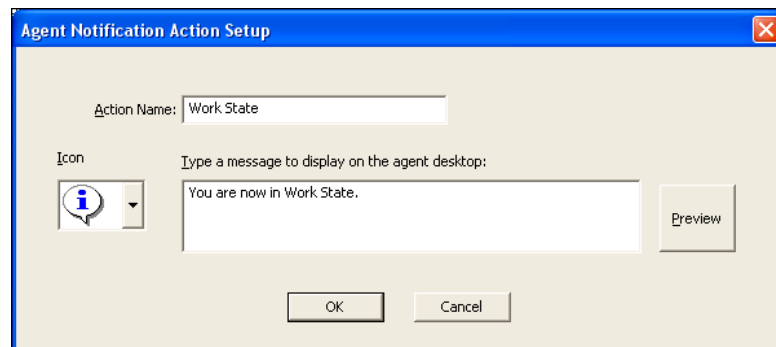 Agent Notification Action Setup
Action Name: Work State
Icon
Type a message to display on the agent desktop:
You are now in Work State.
Preview
OK Cancel